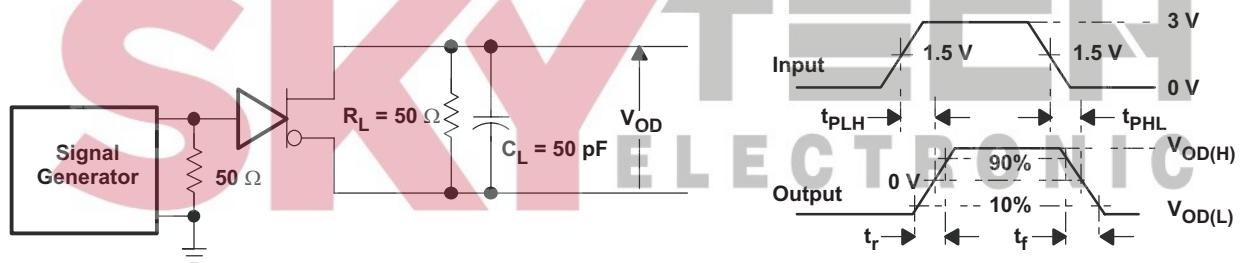 SKYTECH
ELECTRONIC
Signal
Generator
50 Ω
R_L = 50 Ω
C_L = 50 pF
V_OD
Input
3 V
1.5 V
1.5 V
0 V
t_PLH
t_PHL
Output
V_OD(H)
90%
0 V
10%
V_OD(L)
t_r
t_f